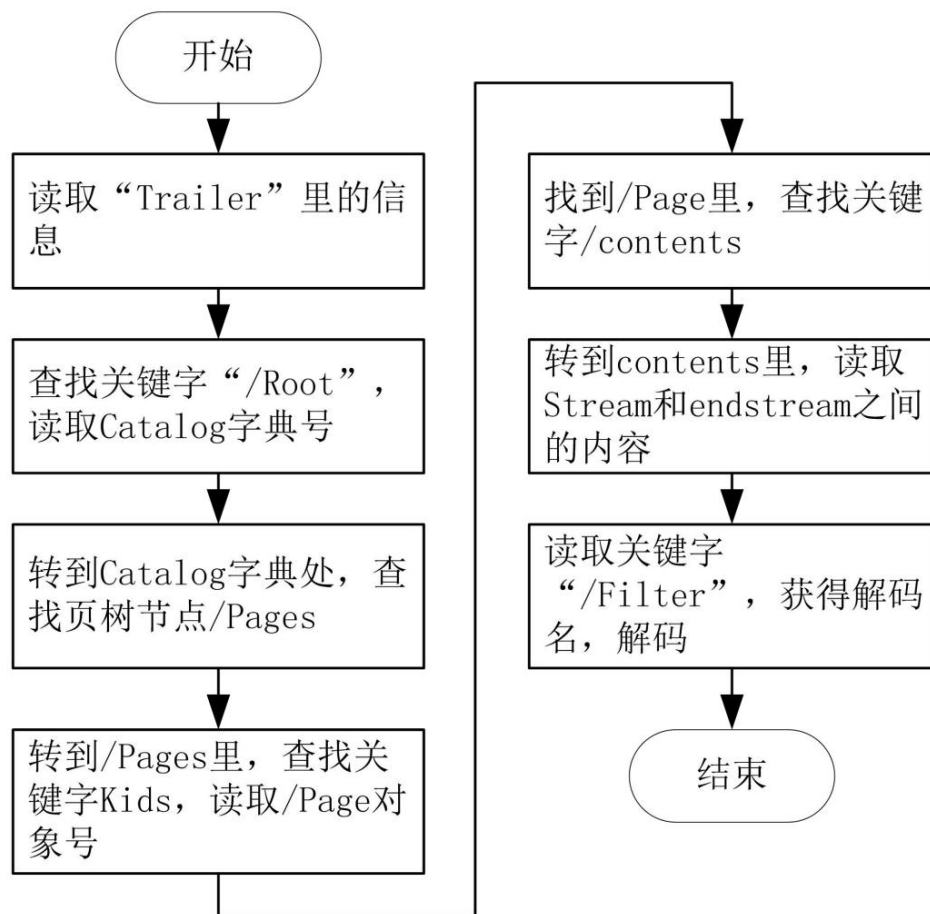 开始
读取“Trailer”里的信
息
查找关键字“/Root”，
读取Catalog字典号
转到Catalog字典处，查
找页树节点/Pages
转到/Pages里，查找关
键字Kids，读取/Page对
象号
找到/Page里，查找关键
字/contents
转到contents里，读取
Stream和endstream之间
的内容
读取关键字
“/Filter”，获得解码
名，解码
结束